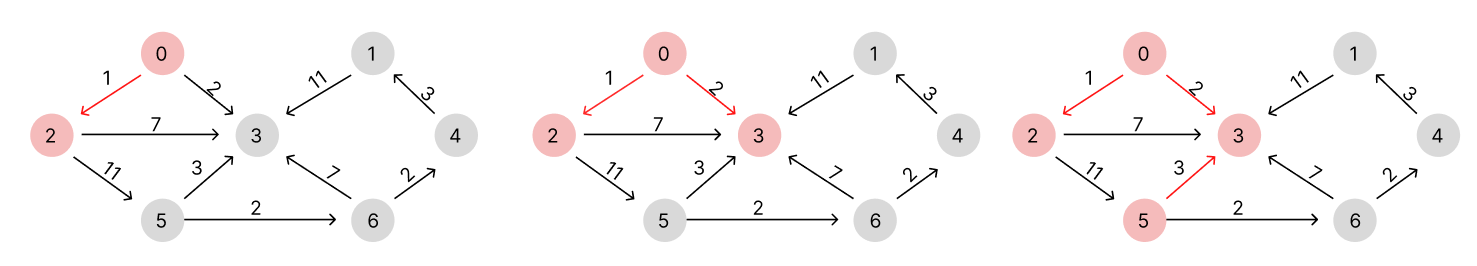 0 1 0 1 0 1
1 2 11 3 1 2 11 3 1 2 11 3
2 7 3 4 2 7 3 4 2 7 3 4
11 3 7 2 11 3 7 2 11 3 7 2
5 2 6 5 2 6 5 2 6